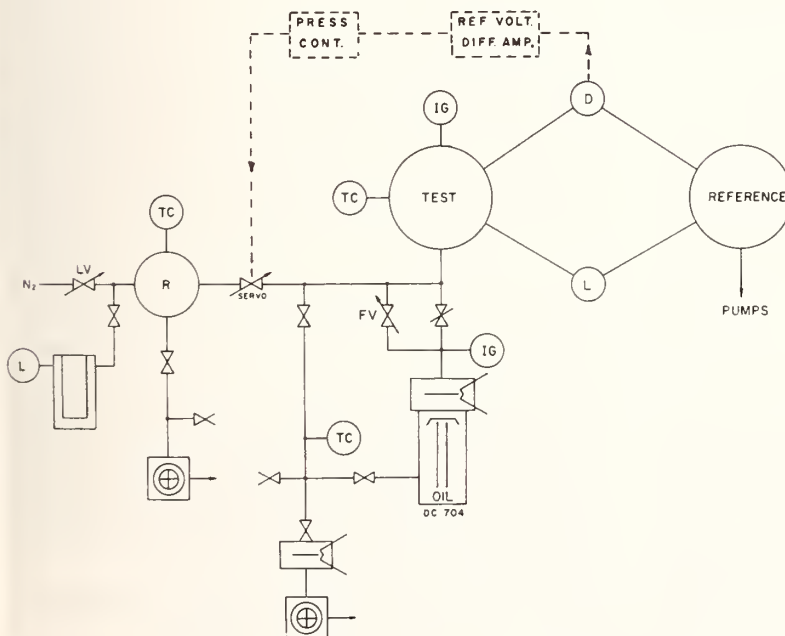 PRESS
CONT.
REF VOLT.
DIFF. AMP.
IG
D
TC
TEST
REFERENCE
TC
LV
N₂
R
SERVO
L
PUMPS
FV
IG
L
TC
OIL
DC 704